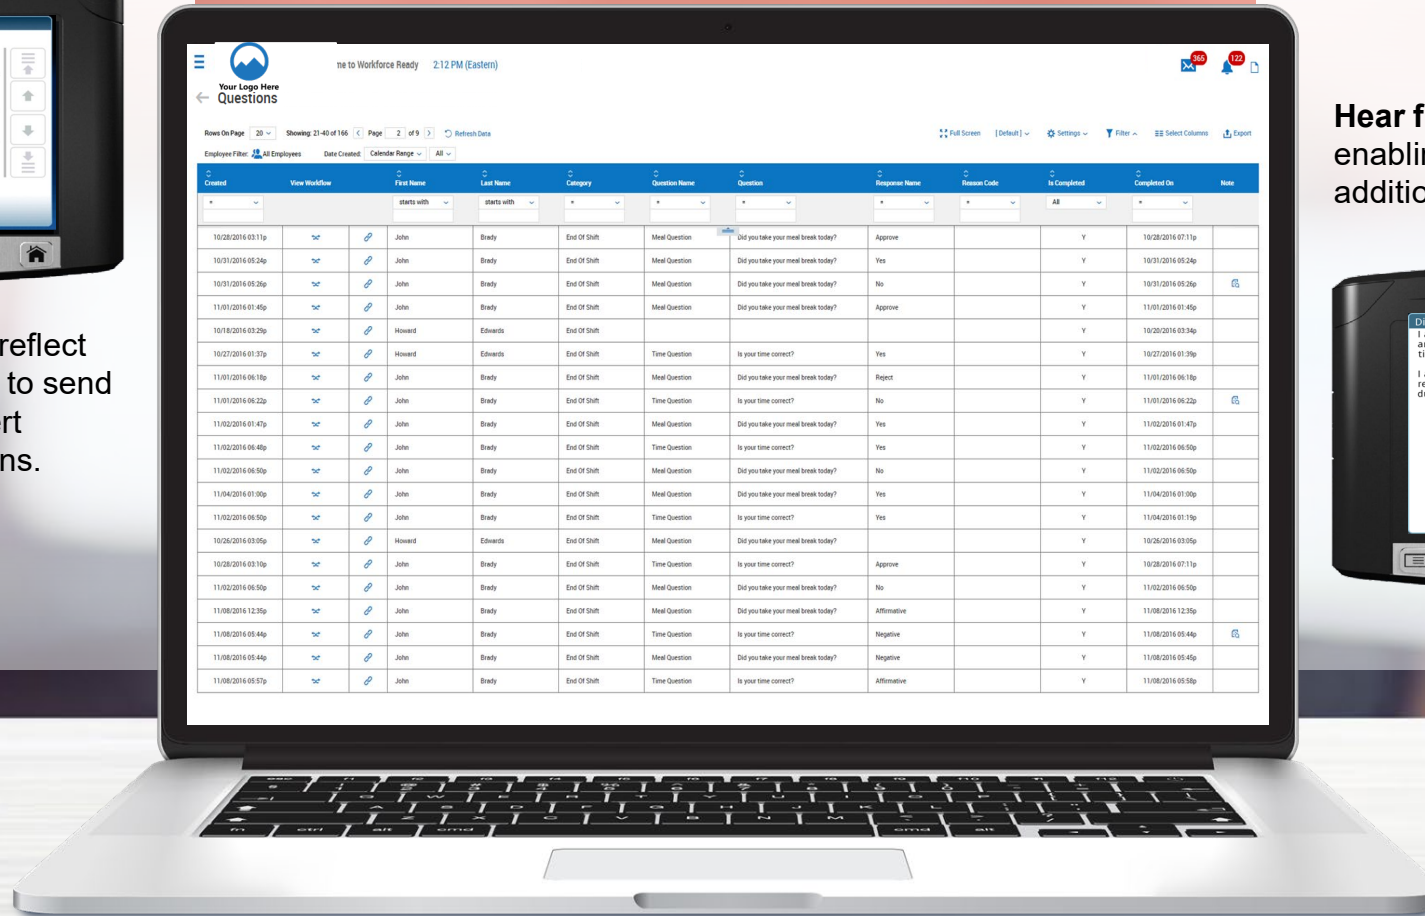 365
122
me to Workforce Ready 2:12 PM (Eastern)
Your Logo Here
Questions
Rows On Page 20 Showing: 21-40 of 166 Page 2 of 9 Refresh Data Full Screen [Default] Settings Filter Select Columns Export
Employee Filter: All Employees Date Created: Calendar Range All
Created View Workflow First Name Last Name Category Question Name Question Response Name Reason Code Is Completed Completed On Note
* starts with starts with * * * * * All *
10/28/2016 03:11p John Brady End Of Shift Meal Question Did you take your meal break today? Approve Y 10/28/2016 07:11p
10/31/2016 05:24p John Brady End Of Shift Meal Question Did you take your meal break today? Yes Y 10/31/2016 05:24p
10/31/2016 05:26p John Brady End Of Shift Meal Question Did you take your meal break today? No Y 10/31/2016 05:26p
11/01/2016 01:45p John Brady End Of Shift Meal Question Did you take your meal break today? Approve Y 11/01/2016 01:45p
10/18/2016 03:29p Howard Edwards End Of Shift Y 10/20/2016 03:34p
10/27/2016 01:37p Howard Edwards End Of Shift Time Question Is your time correct? Yes Y 10/27/2016 01:39p
11/01/2016 06:18p John Brady End Of Shift Meal Question Did you take your meal break today? Reject Y 11/01/2016 06:18p
11/01/2016 06:22p John Brady End Of Shift Time Question Is your time correct? No Y 11/01/2016 06:22p
11/02/2016 01:47p John Brady End Of Shift Meal Question Did you take your meal break today? Yes Y 11/02/2016 01:47p
11/02/2016 06:48p John Brady End Of Shift Time Question Is your time correct? Yes Y 11/02/2016 06:50p
11/02/2016 06:50p John Brady End Of Shift Meal Question Did you take your meal break today? No Y 11/02/2016 06:50p
11/04/2016 01:00p John Brady End Of Shift Meal Question Did you take your meal break today? Yes Y 11/04/2016 01:00p
11/02/2016 06:50p John Brady End Of Shift Time Question Is your time correct? Yes Y 11/04/2016 01:19p
10/26/2016 03:05p Howard Edwards End Of Shift Meal Question Did you take your meal break today? Y 10/26/2016 03:05p
10/28/2016 03:10p John Brady End Of Shift Time Question Is your time correct? Approve Y 10/28/2016 07:11p
11/02/2016 06:50p John Brady End Of Shift Meal Question Did you take your meal break today? No Y 11/02/2016 06:50p
11/08/2016 12:35p John Brady End Of Shift Meal Question Did you take your meal break today? Affirmative Y 11/08/2016 12:35p
11/08/2016 05:44p John Brady End Of Shift Time Question Is your time correct? Negative Y 11/08/2016 05:44p
11/08/2016 05:44p John Brady End Of Shift Meal Question Did you take your meal break today? Negative Y 11/08/2016 05:45p
11/08/2016 05:57p John Brady End Of Shift Time Question Is your time correct? Affirmative Y 11/08/2016 05:58p
reflect
to send
rt
ns.
Hear f
enablin
additio
fn ctrl alt cmd cmd alt